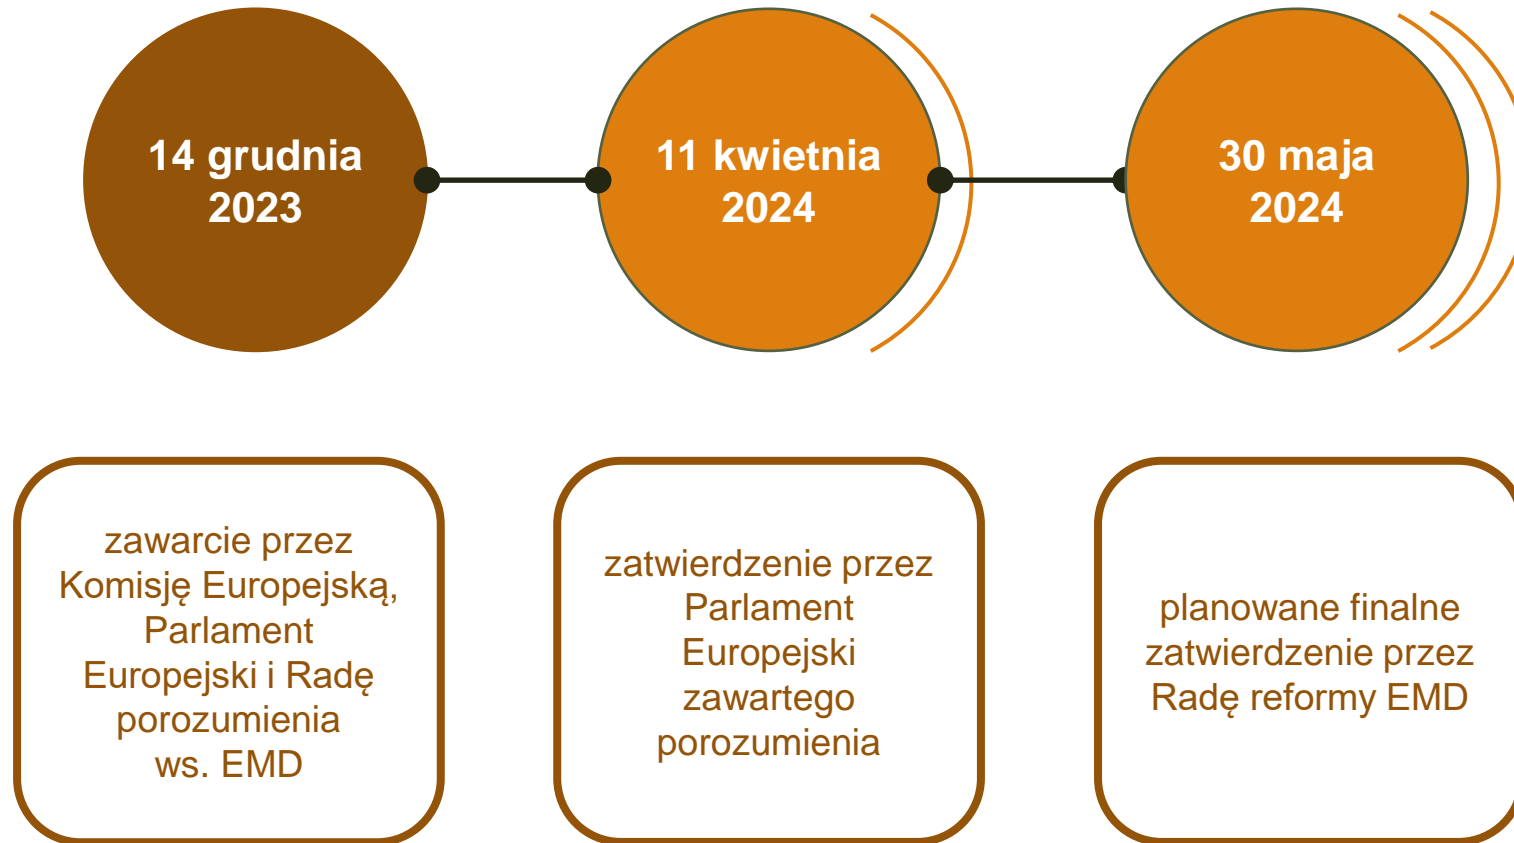 14 grudnia
2023
11 kwietnia
2024
30 maja
2024
zawarcie przez
Komisję Europejską,
Parlament
Europejski i Radę
porozumienia
ws. EMD
zatwierdzenie przez
Parlament
Europejski
zawartego
porozumienia
planowane finalne
zatwierdzenie przez
Radę reformy EMD